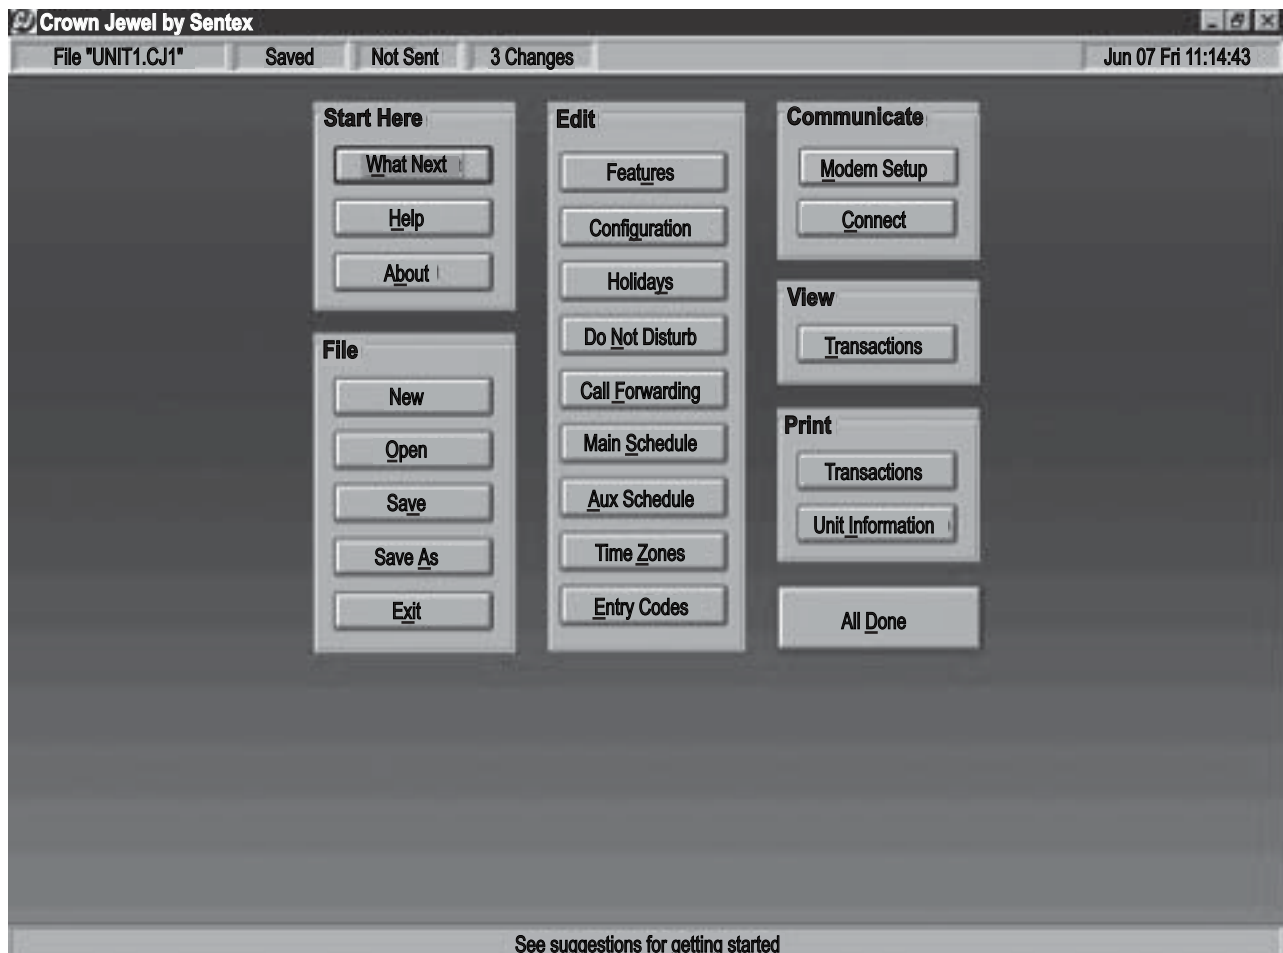 Crown Jewel by Sentex
File "UNIT1.CJ1" Saved Not Sent 3 Changes Jun 07 Fri 11:14:43
Start Here
What Next
Help
About
File
New
Open
Save
Save As
Exit
Edit
Features
Configuration
Holidays
Do Not Disturb
Call Forwarding
Main Schedule
Aux Schedule
Time Zones
Entry Codes
Communicate
Modem Setup
Connect
View
Transactions
Print
Transactions
Unit Information
All Done
See suggestions for getting started